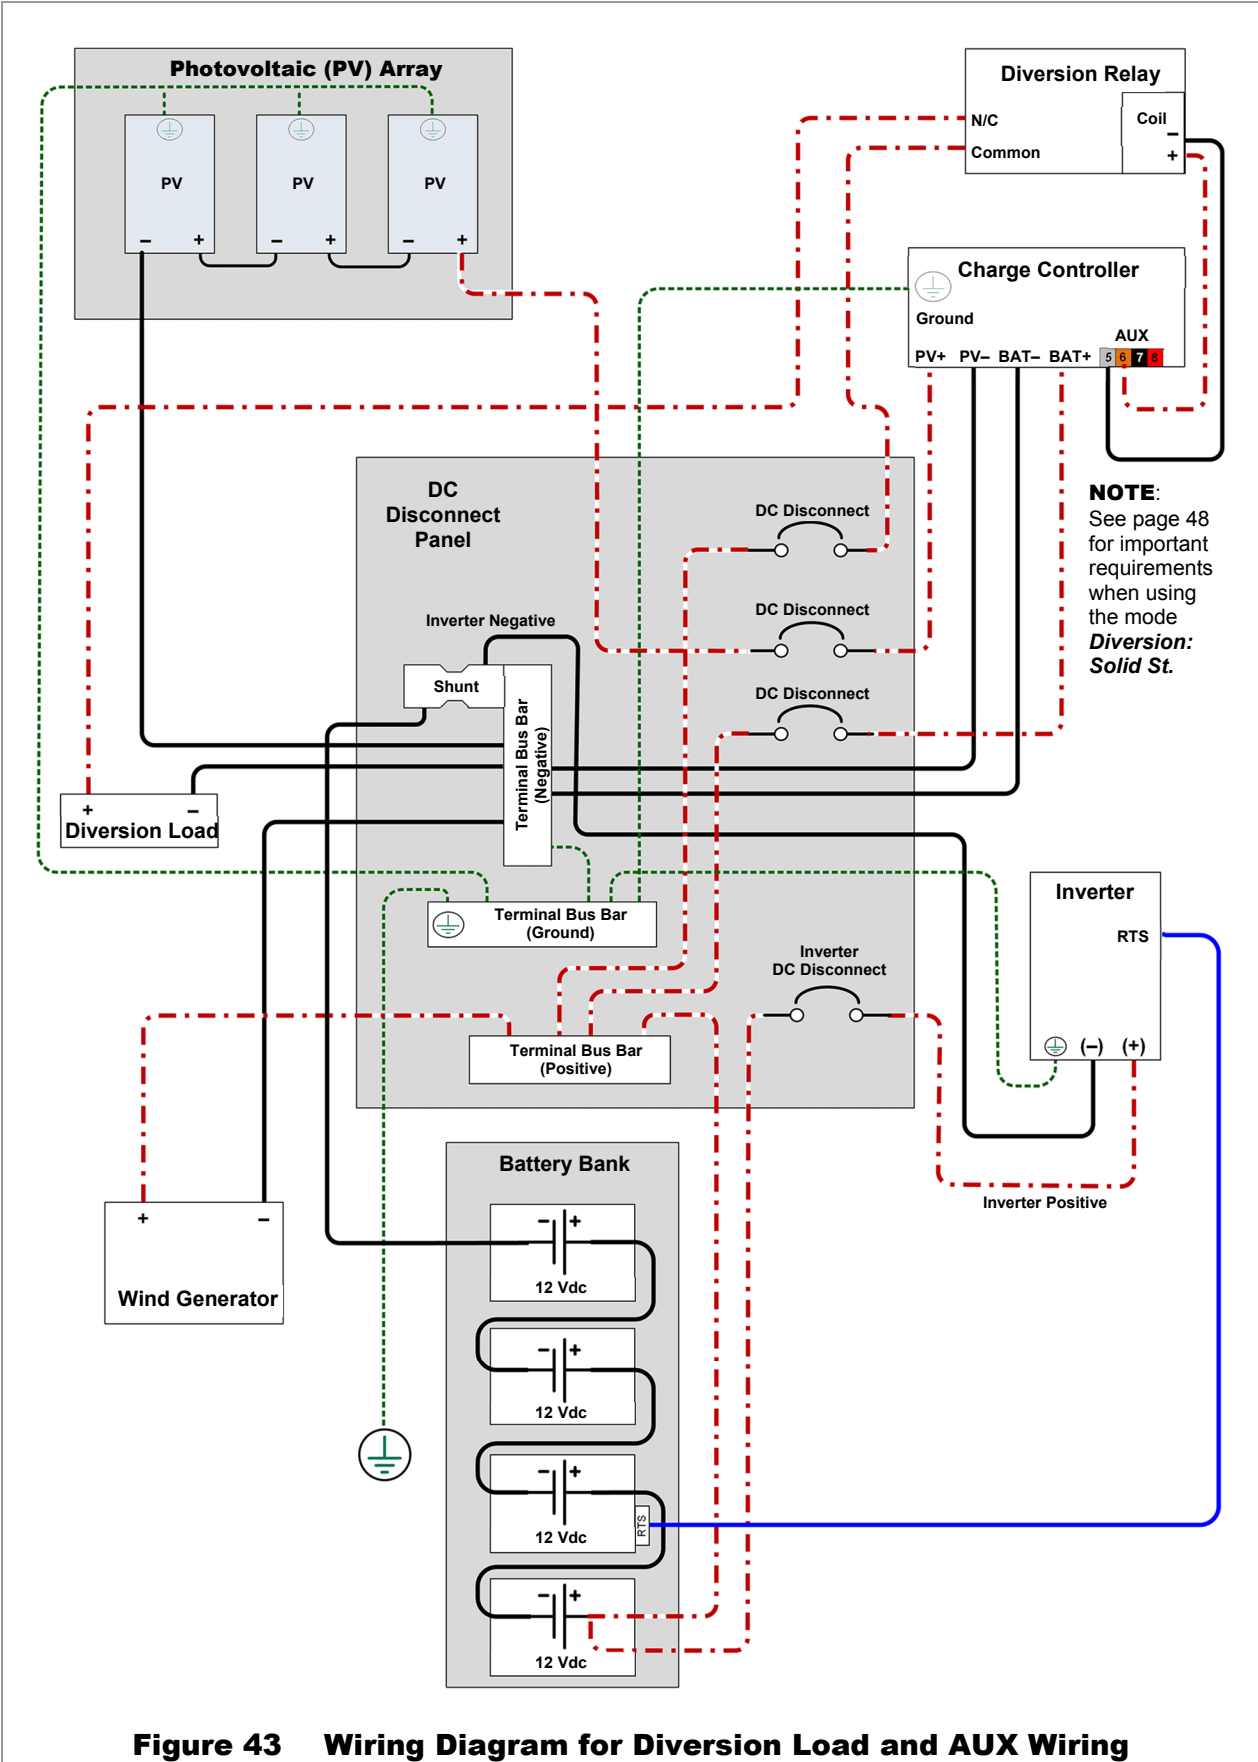 Photovoltaic (PV) Array
PV
PV
PV
– +
– +
– +
Diversion Relay
N/C
Common
Coil
–
+
Charge Controller
Ground
AUX
PV+ PV– BAT– BAT+ 5 6 7 8
NOTE:
See page 48
for important
requirements
when using
the mode
Diversion:
Solid St.
DC
Disconnect
Panel
DC Disconnect
DC Disconnect
DC Disconnect
Inverter Negative
Shunt
Terminal Bus Bar
(Negative)
+ –
Diversion Load
Terminal Bus Bar
(Ground)
Inverter
DC Disconnect
Terminal Bus Bar
(Positive)
Inverter
RTS
(–) (+)
Inverter Positive
+ –
Wind Generator
Battery Bank
– +
12 Vdc
– +
12 Vdc
– +
12 Vdc
RTS
– +
12 Vdc
Figure 43 Wiring Diagram for Diversion Load and AUX Wiring